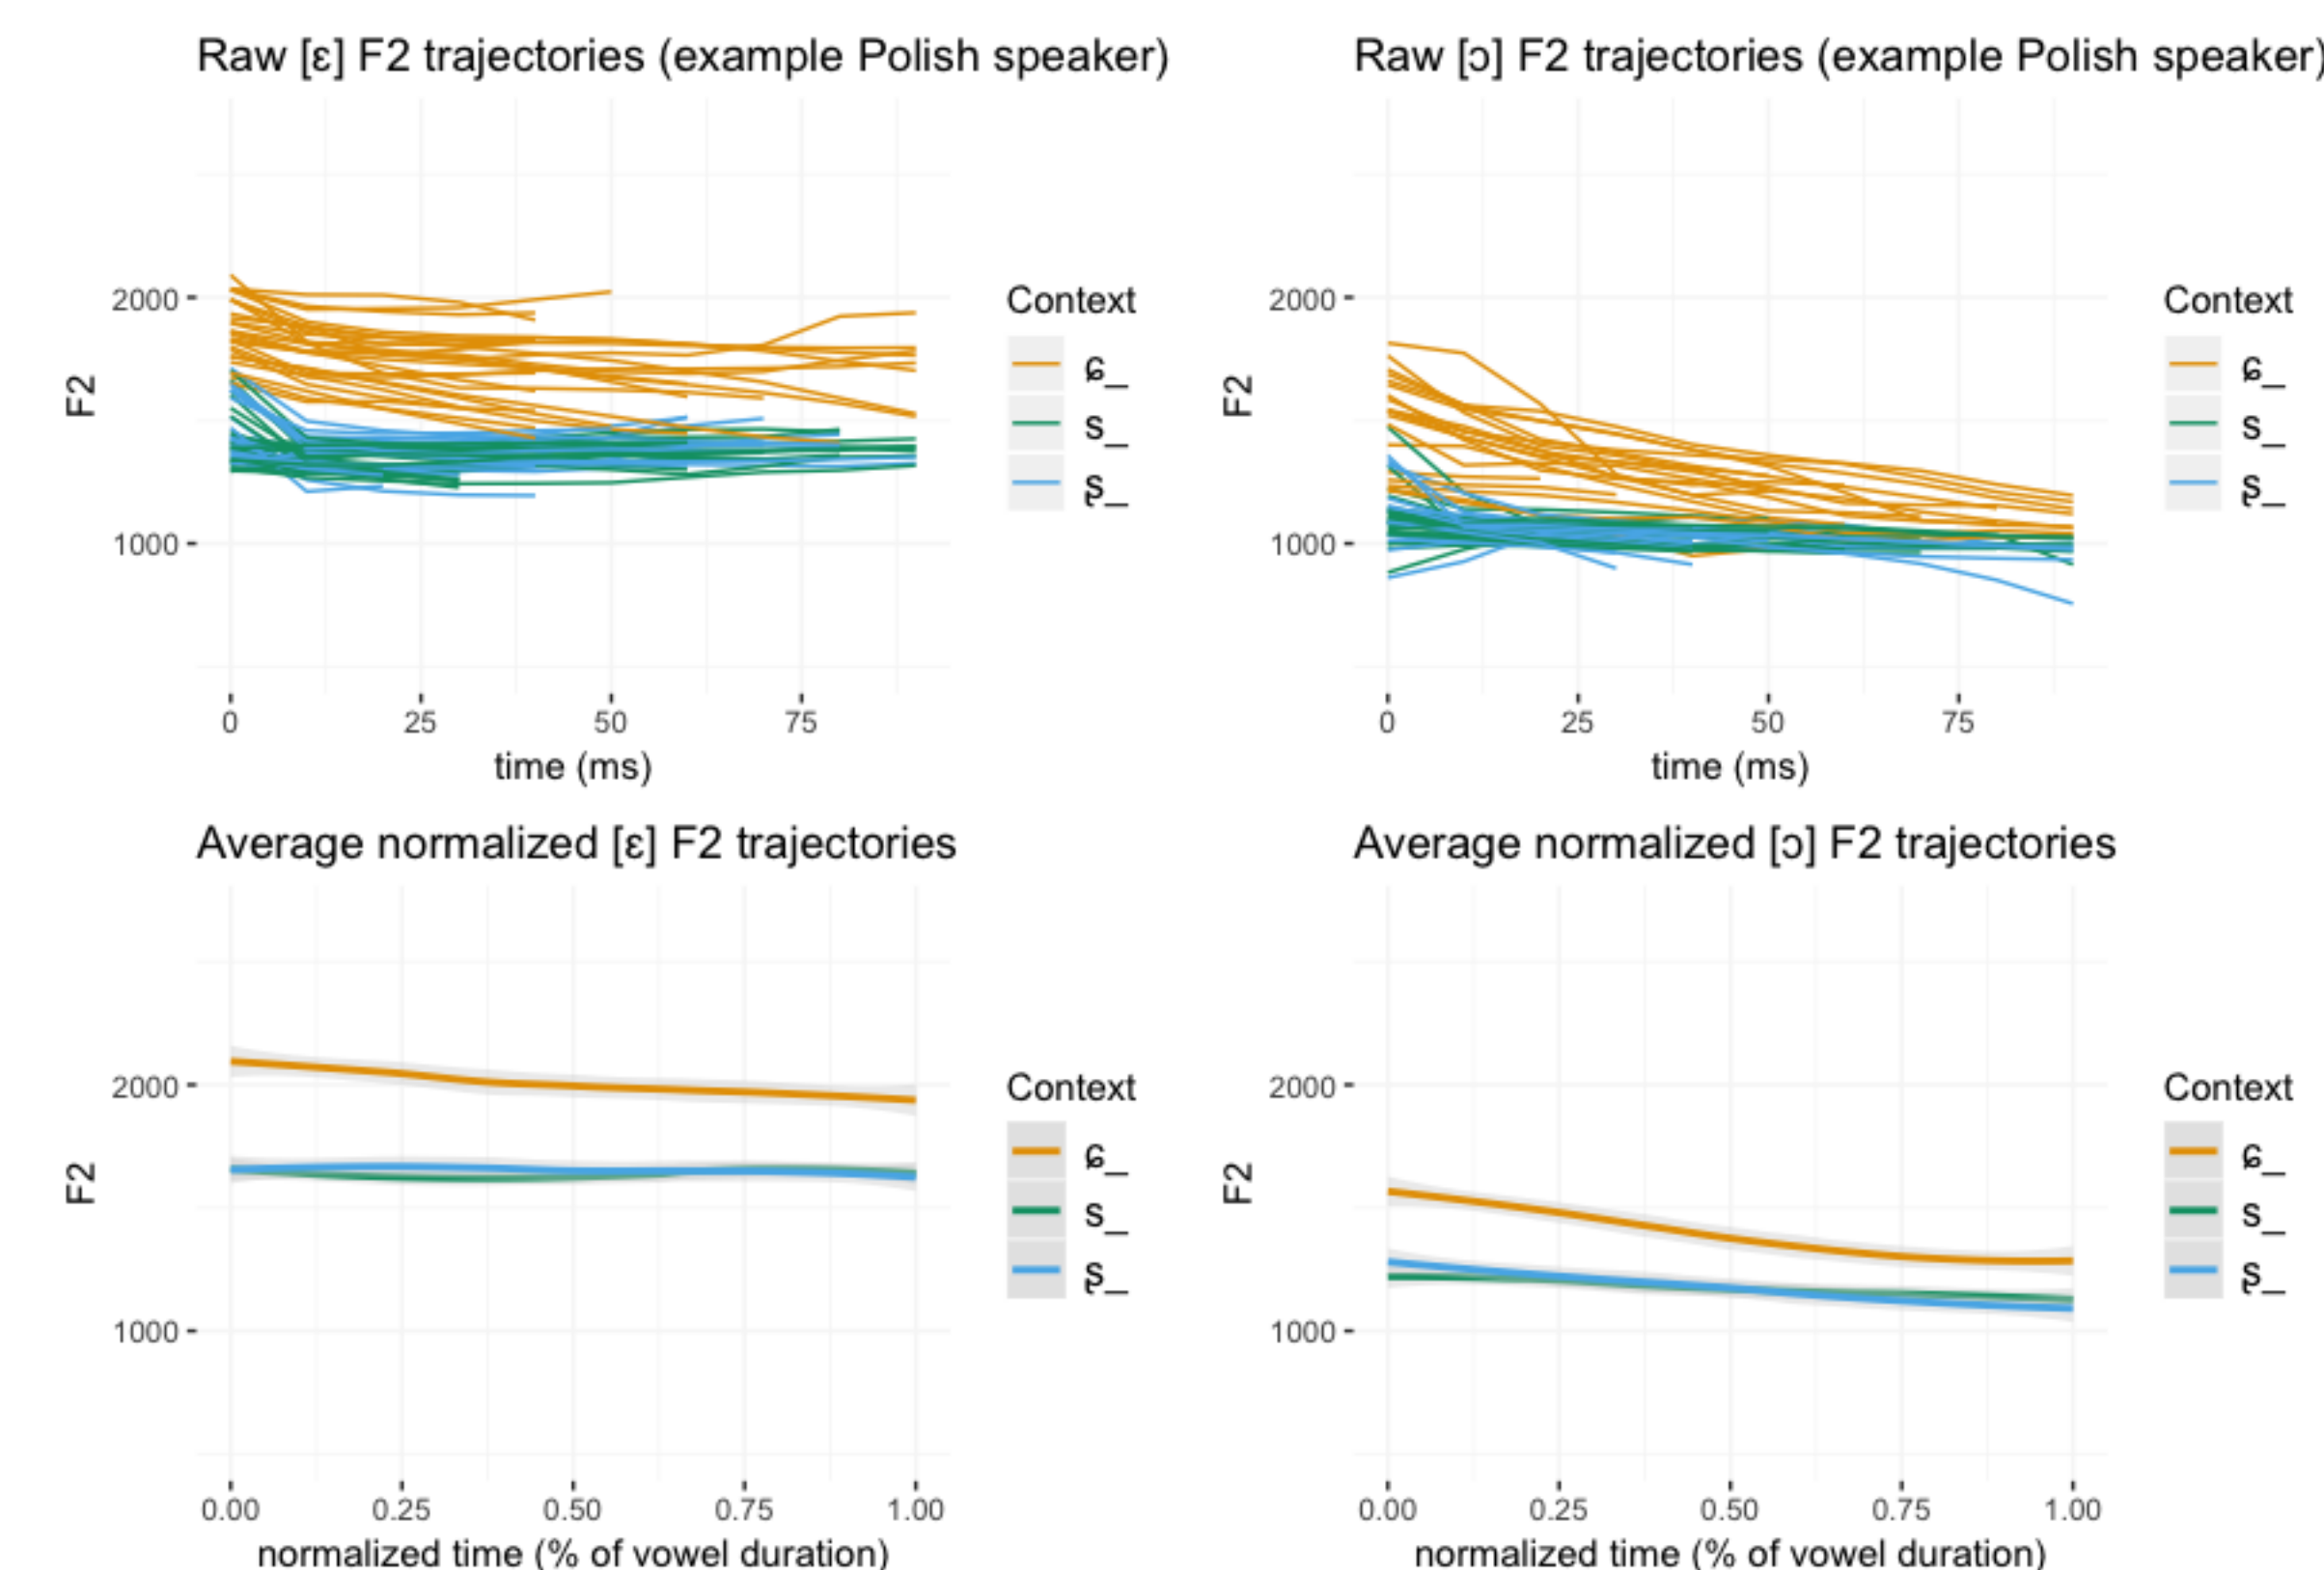 Raw [ɛ] F2 trajectories (example Polish speaker)
F2
2000
1000
0 25 50 75
time (ms)
Context
ɕ_
s_
ʂ_
Raw [ɔ] F2 trajectories (example Polish speaker)
F2
2000
1000
0 25 50 75
time (ms)
Context
ɕ_
s_
ʂ_
Average normalized [ɛ] F2 trajectories
F2
2000
1000
0.00 0.25 0.50 0.75 1.00
normalized time (% of vowel duration)
Context
ɕ_
s_
ʂ_
Average normalized [ɔ] F2 trajectories
F2
2000
1000
0.00 0.25 0.50 0.75 1.00
normalized time (% of vowel duration)
Context
ɕ_
s_
ʂ_